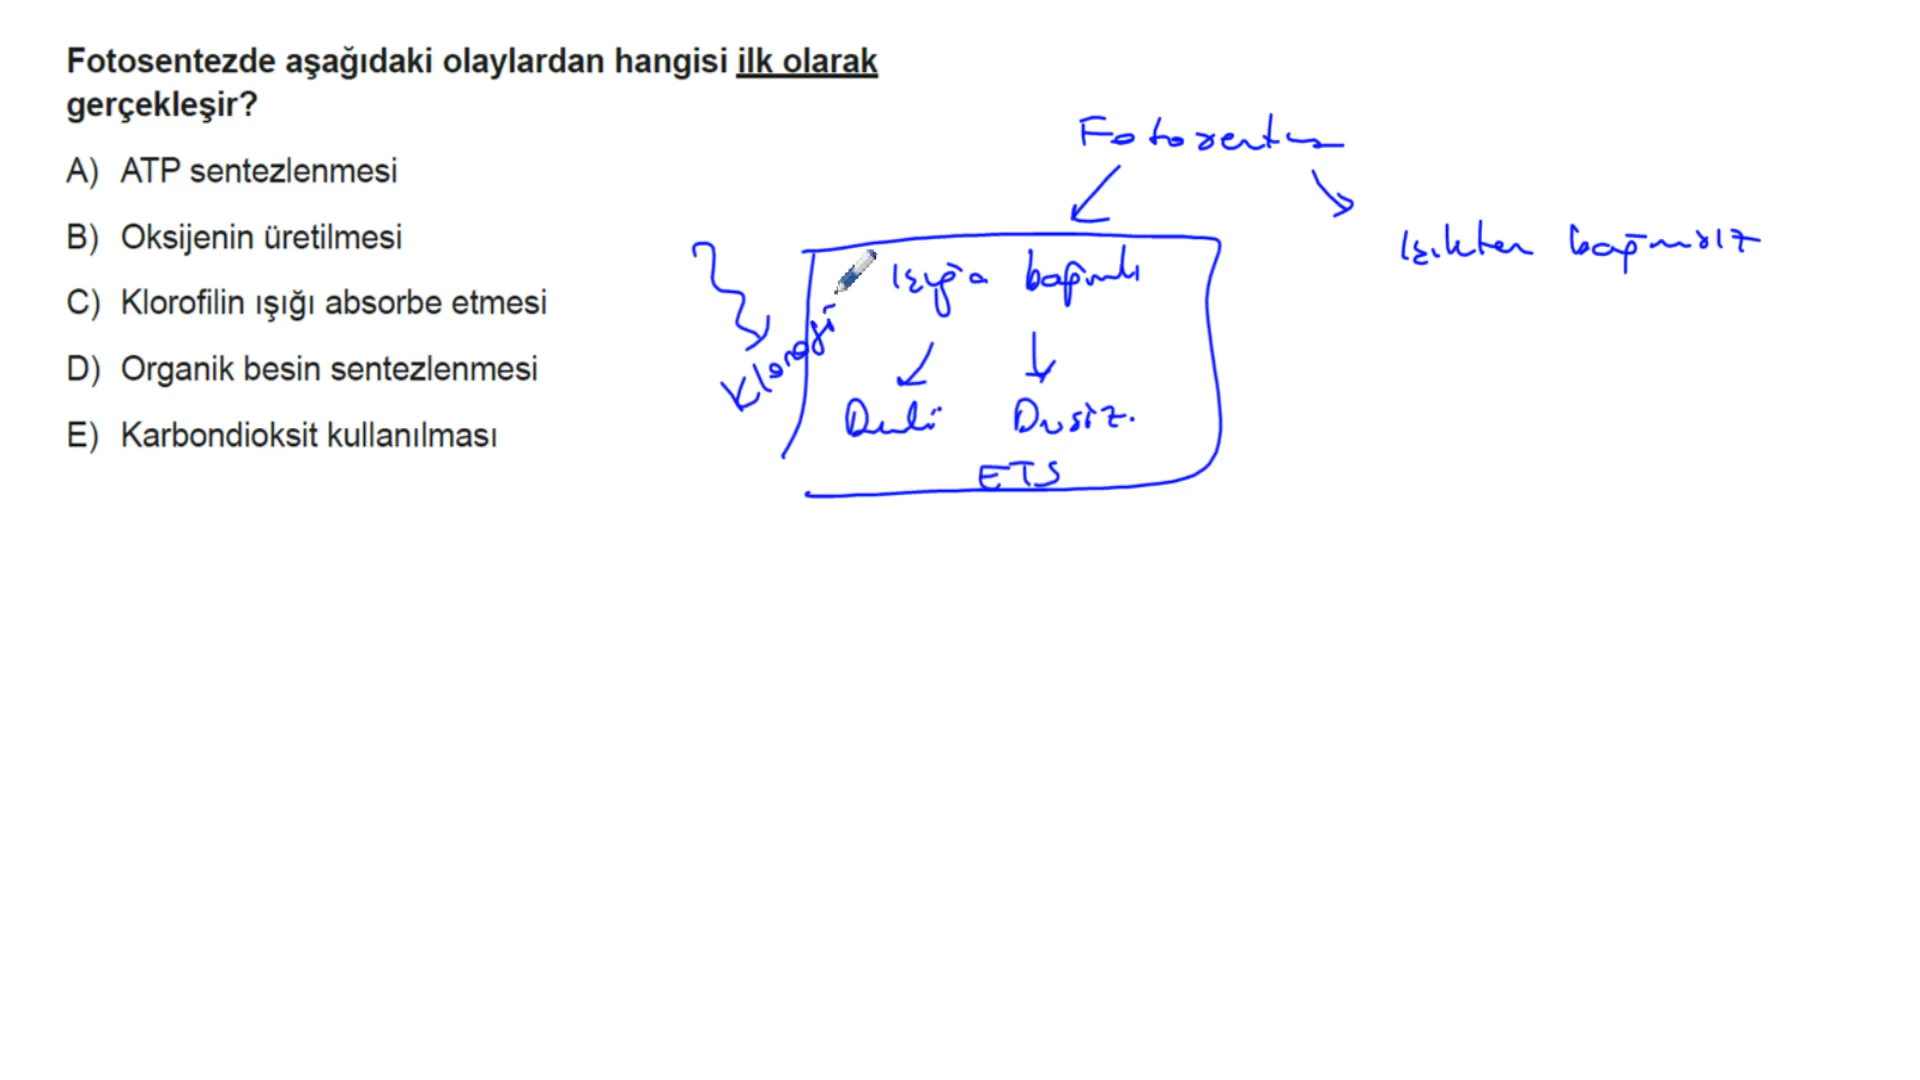 Fotosentezde aşağıdaki olaylardan hangisi ilk olarak
gerçekleşir?
A) ATP sentezlenmesi
B) Oksijenin üretilmesi
C) Klorofilin ışığı absorbe etmesi
D) Organik besin sentezlenmesi
E) Karbondioksit kullanılması
Fotosentez
Işıktan bağımsız
Işığa bağımlı
Devirsiz.
ETS